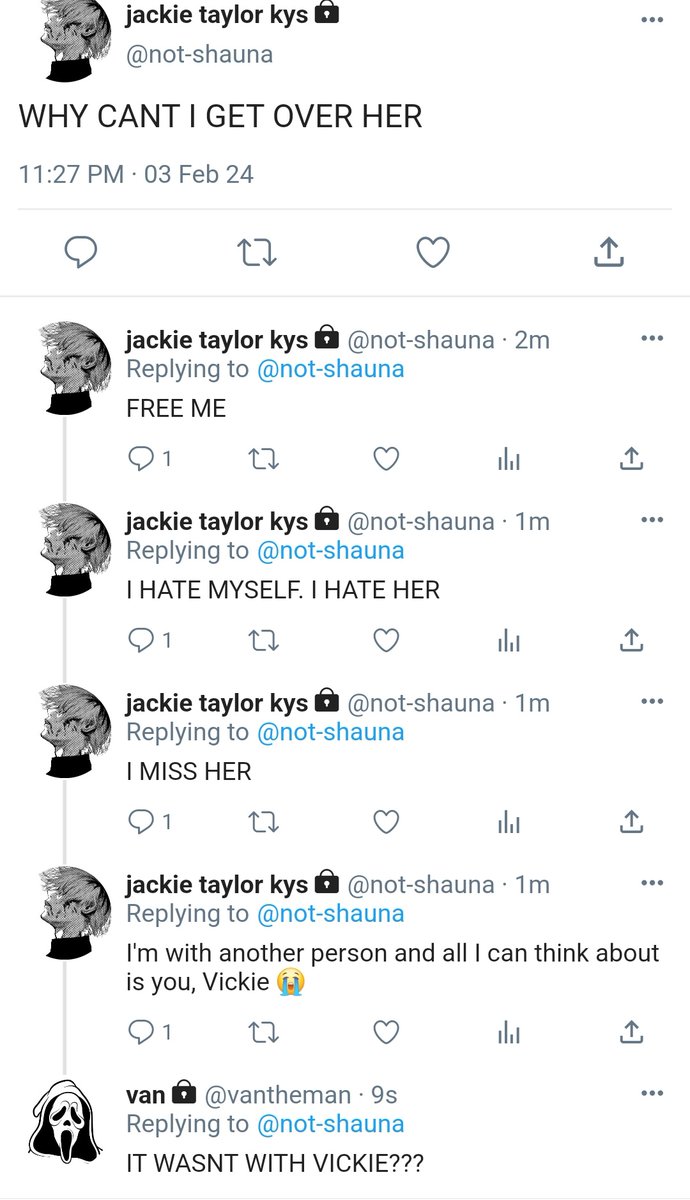 jackie taylor kys
@not-shauna
WHY CANT I GET OVER HER
11:27 PM · 03 Feb 24
jackie taylor kys @not-shauna · 2m
Replying to @not-shauna
FREE ME
1
jackie taylor kys @not-shauna · 1m
Replying to @not-shauna
I HATE MYSELF. I HATE HER
1
jackie taylor kys @not-shauna · 1m
Replying to @not-shauna
I MISS HER
1
jackie taylor kys @not-shauna · 1m
Replying to @not-shauna
I'm with another person and all I can think about
is you, Vickie 😭
1
van @vantheman · 9s
Replying to @not-shauna
IT WASNT WITH VICKIE???